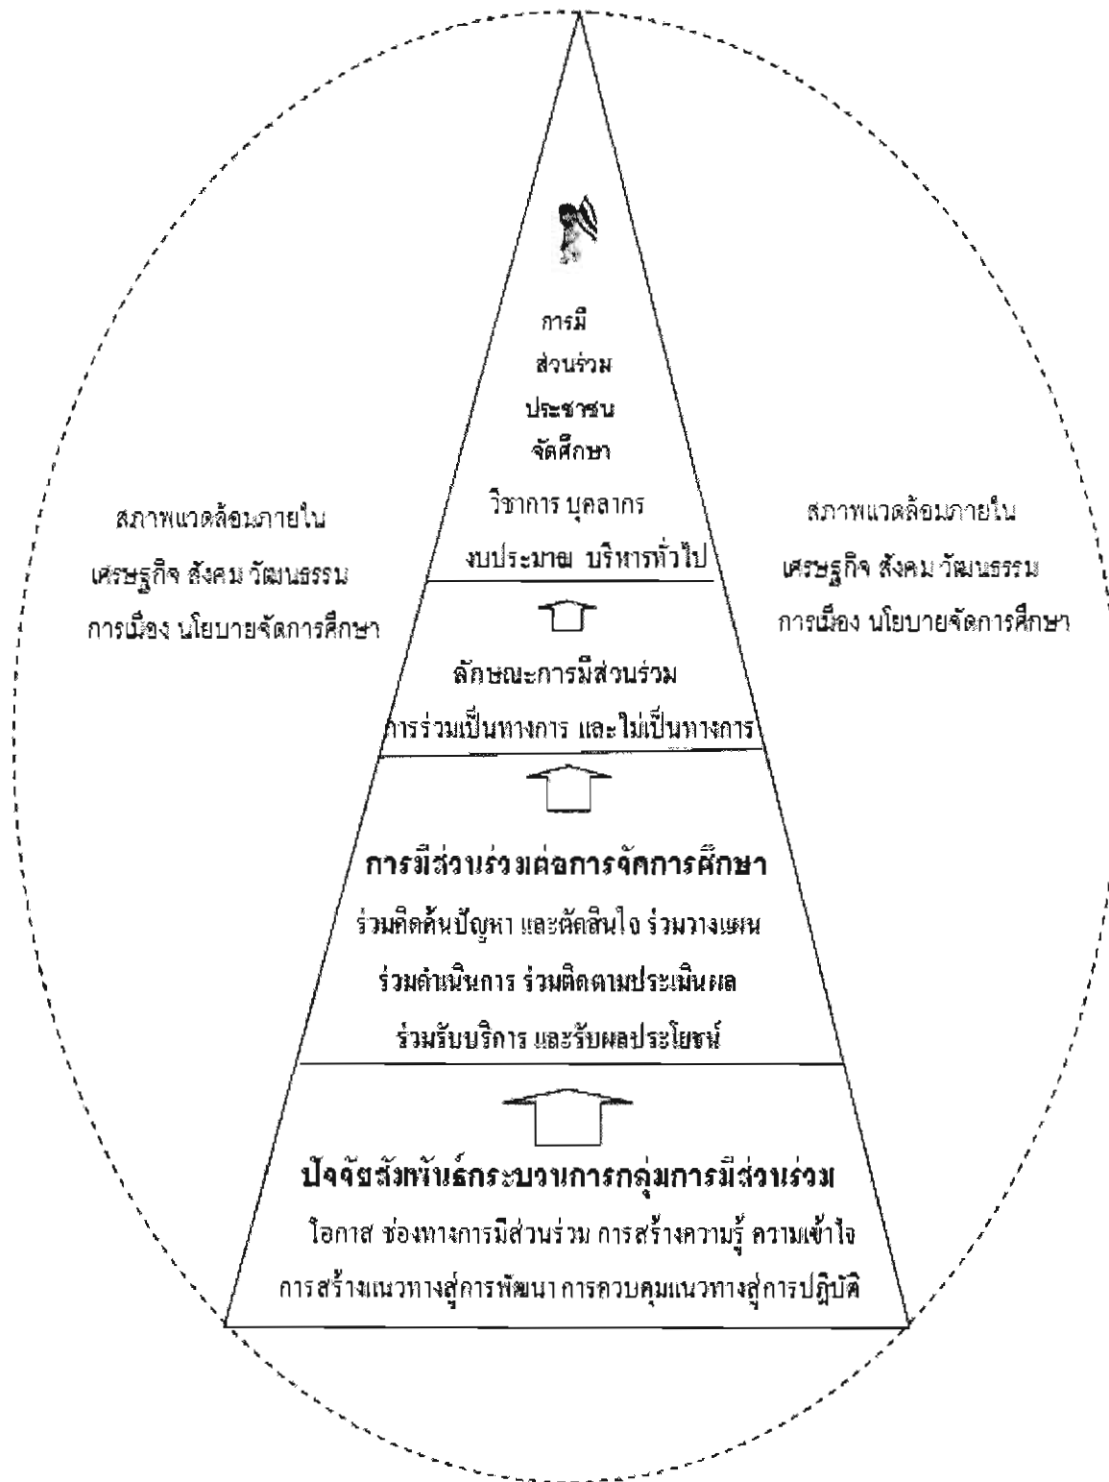 การมี
ส่วนร่วม
ประชาชน
จัดศึกษา
วิชาการ บุคลากร
งบประมาณ บริหารทั่วไป
สภาพแวดล้อมภายใน
เศรษฐกิจ สังคม วัฒนธรรม
การเมือง นโยบายจัดการศึกษา
สภาพแวดล้อมภายใน
เศรษฐกิจ สังคม วัฒนธรรม
การเมือง นโยบายจัดการศึกษา
ลักษณะการมีส่วนร่วม
การร่วมเป็นทางการ และไม่เป็นทางการ
การมีส่วนร่วมต่อการจัดการศึกษา
ร่วมคิดค้นปัญหา และตัดสินใจ ร่วมวางแผน
ร่วมดำเนินการ ร่วมติดตามประเมินผล
ร่วมรับบริการ และรับผลประโยชน์
ปัจจัยสัมพันธ์กระบวนการกลุ่มการมีส่วนร่วม
โอกาส ช่องทางการมีส่วนร่วม การสร้างความรู้ ความเข้าใจ
การสร้างแนวทางสู่การพัฒนา การควบคุมแนวทางสู่การปฏิบัติ